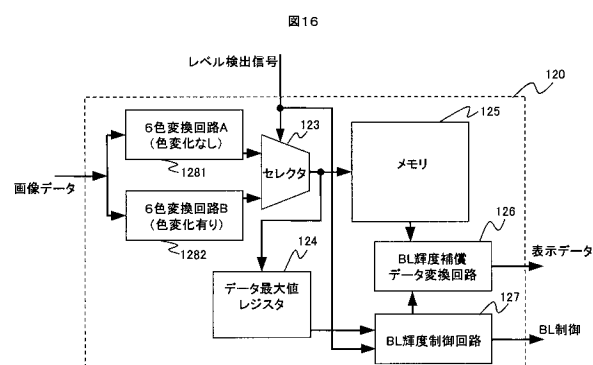 図16
レベル検出信号
120
6色変換回路A
(色変化なし)
1281
123
セレクタ
125
メモリ
画像データ
6色変換回路B
(色変化有り)
1282
124
データ最大値
レジスタ
126
BL輝度補償
データ変換回路
表示データ
127
BL輝度制御回路
BL制御